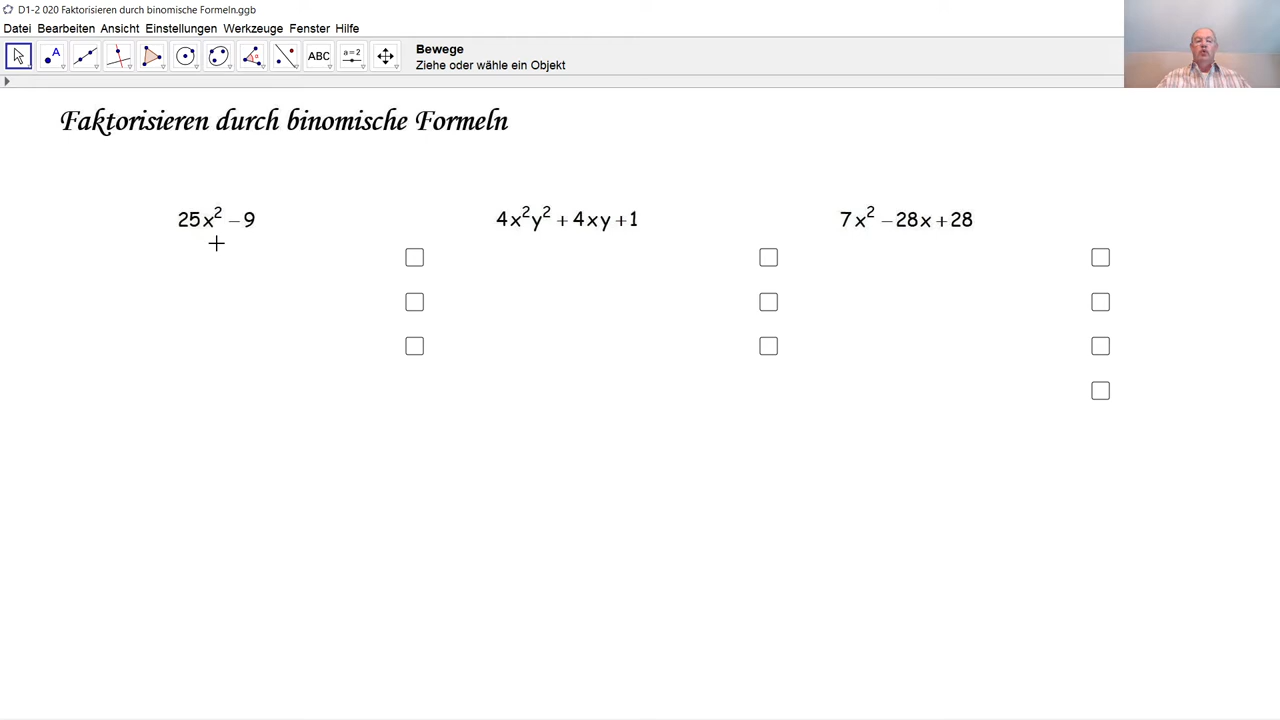 D1-2 020 Faktorisieren durch binomische Formeln.ggb
Datei Bearbeiten Ansicht Einstellungen Werkzeuge Fenster Hilfe
A ABC a=2 Bewege
Ziehe oder wähle ein Objekt
Faktorisieren durch binomische Formeln
25x² – 9 4x²y² + 4xy + 1 7x² – 28x + 28